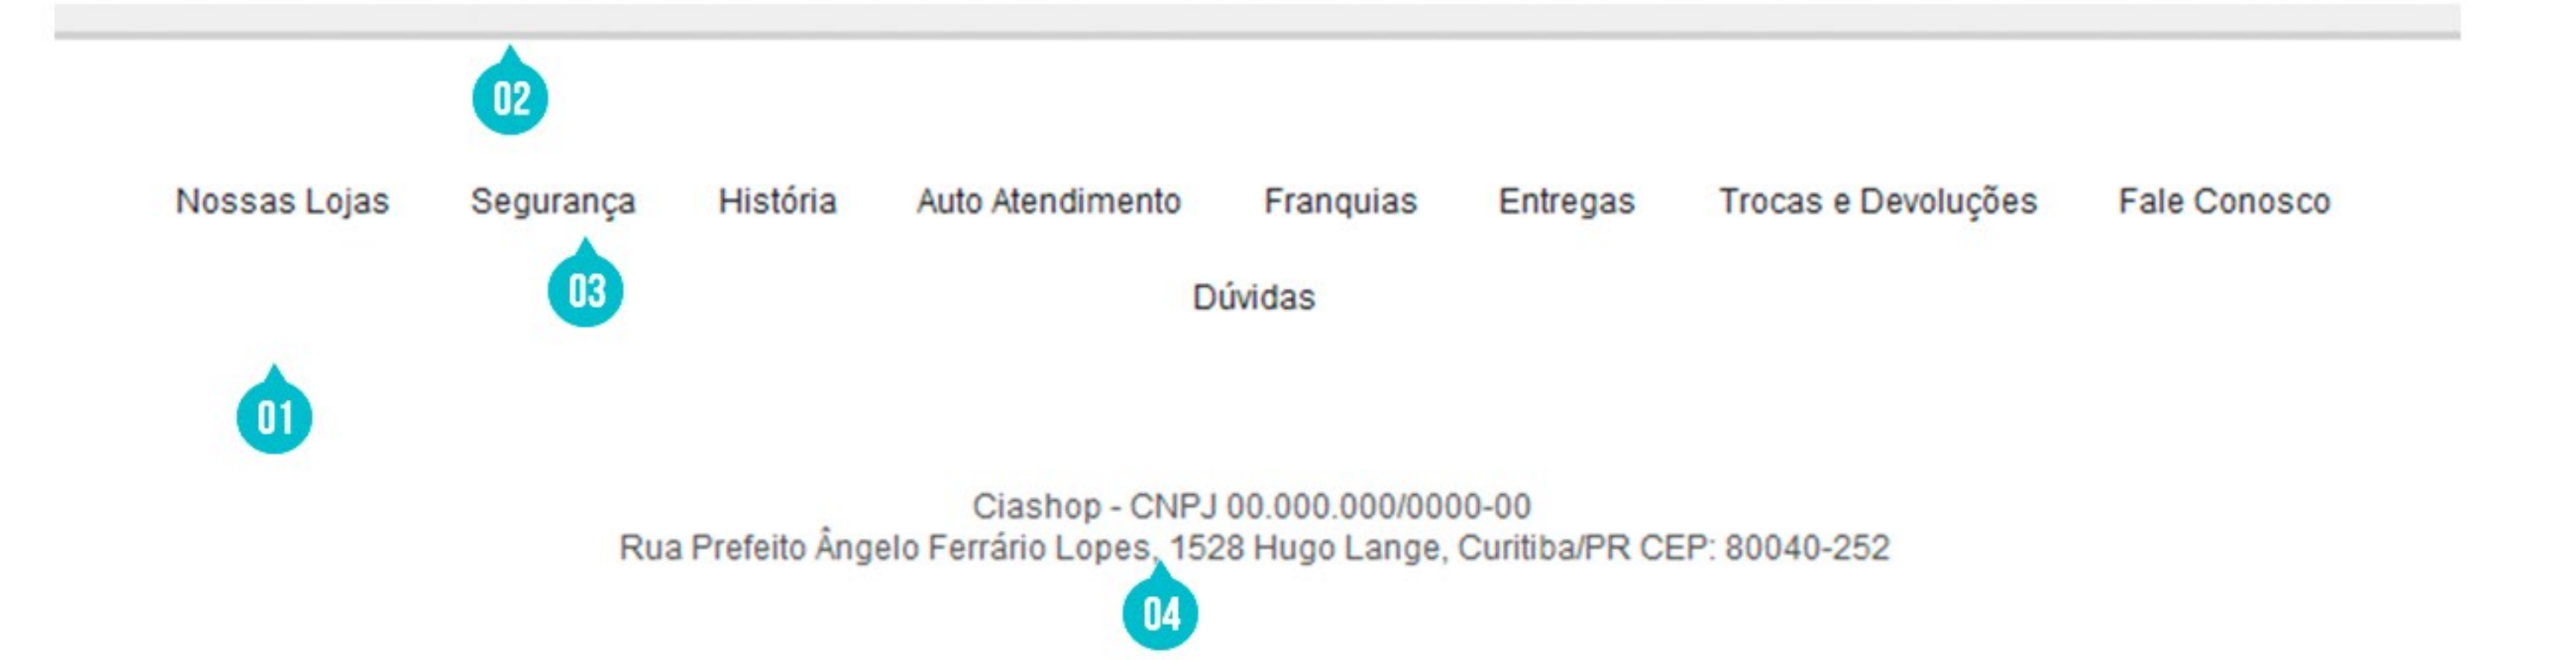 02
Nossas Lojas Segurança História Auto Atendimento Franquias Entregas Trocas e Devoluções Fale Conosco
03
Dúvidas
01
Ciashop - CNPJ 00.000.000/0000-00
Rua Prefeito Ângelo Ferrário Lopes, 1528 Hugo Lange, Curitiba/PR CEP: 80040-252
04